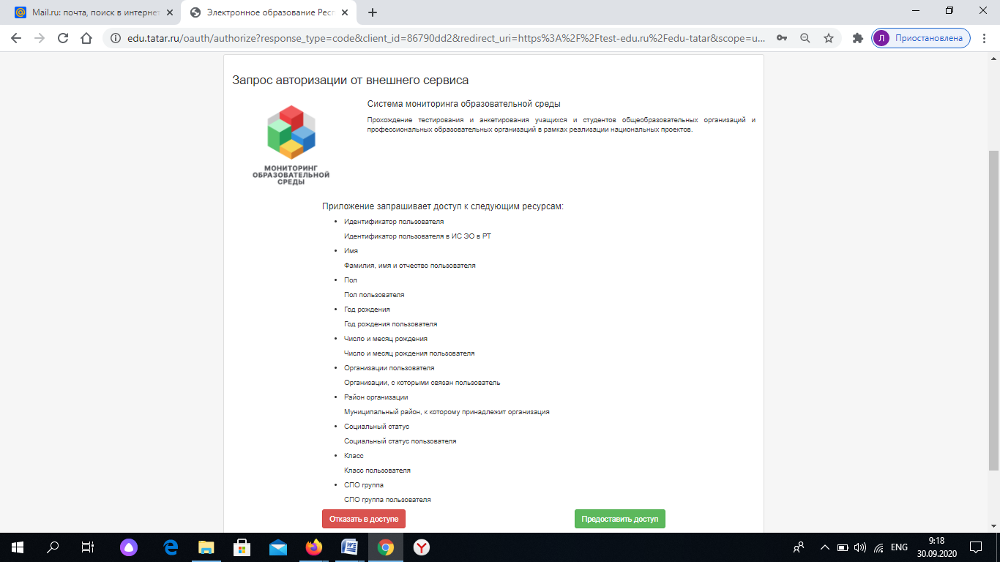 Mail.ru: почта, поиск в интернет
Электронное образование Респ
edu.tatar.ru/oauth/authorize?response_type=code&client_id=86790dd2&redirect_uri=https%3A%2F%2Ftest-edu.ru%2Fedu-tatar&scope=u...
Л Приостановлена
Запрос авторизации от внешнего сервиса
МОНИТОРИНГ
ОБРАЗОВАТЕЛЬНОЙ
СРЕДЫ
Система мониторинга образовательной среды
Прохождение тестирования и анкетирования учащихся и студентов общеобразовательных организаций и
профессиональных образовательных организаций в рамках реализации национальных проектов.
Приложение запрашивает доступ к следующим ресурсам:
• Идентификатор пользователя
Идентификатор пользователя в ИС ЭО в РТ
• Имя
Фамилия, имя и отчество пользователя
• Пол
Пол пользователя
• Год рождения
Год рождения пользователя
• Число и месяц рождения
Число и месяц рождения пользователя
• Организации пользователя
Организации, с которыми связан пользователь
• Район организации
Муниципальный район, к которому принадлежит организация
• Социальный статус
Социальный статус пользователя
• Класс
Класс пользователя
• СПО группа
СПО группа пользователя
Отказать в доступе
Предоставить доступ
ENG
9:18
30.09.2020